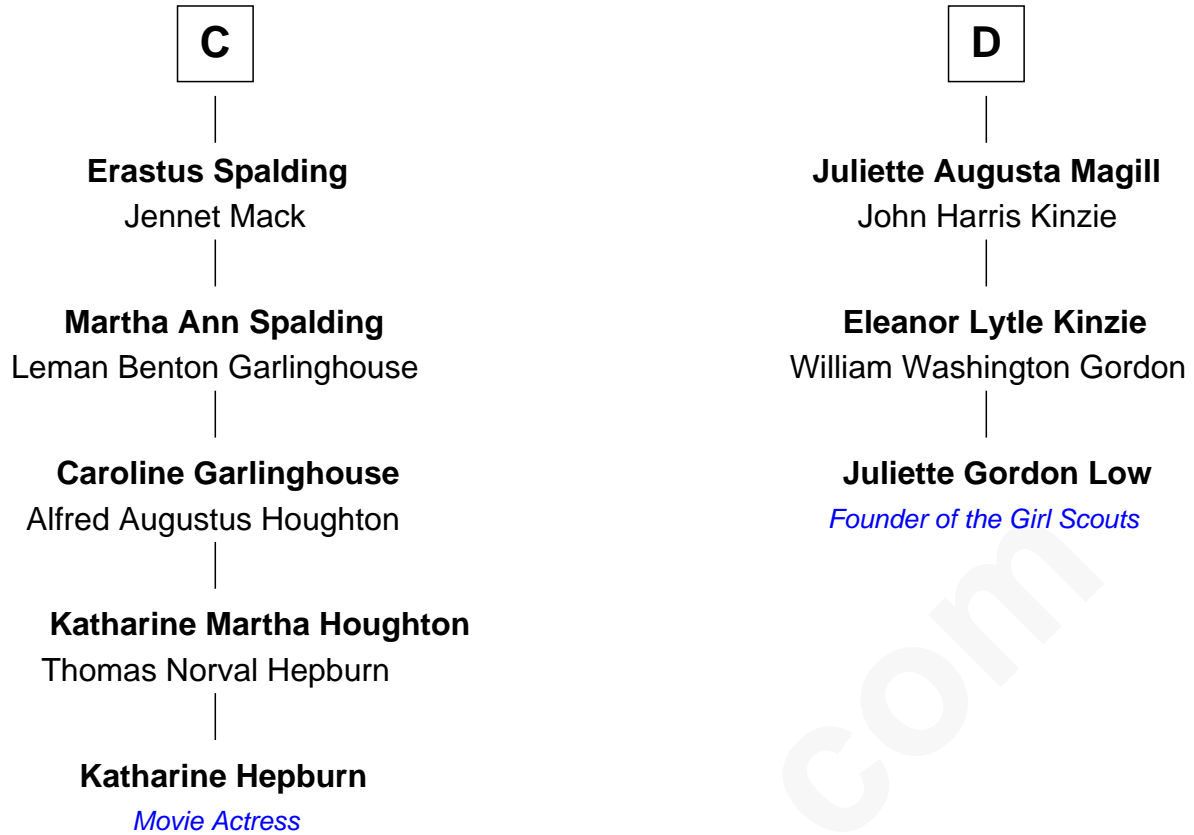 C
Erastus Spalding
Jennet Mack
Martha Ann Spalding
Leman Benton Garlinghouse
Caroline Garlinghouse
Alfred Augustus Houghton
Katharine Martha Houghton
Thomas Norval Hepburn
Katharine Hepburn
Movie Actress
D
Juliette Augusta Magill
John Harris Kinzie
Eleanor Lytle Kinzie
William Washington Gordon
Juliette Gordon Low
Founder of the Girl Scouts
com